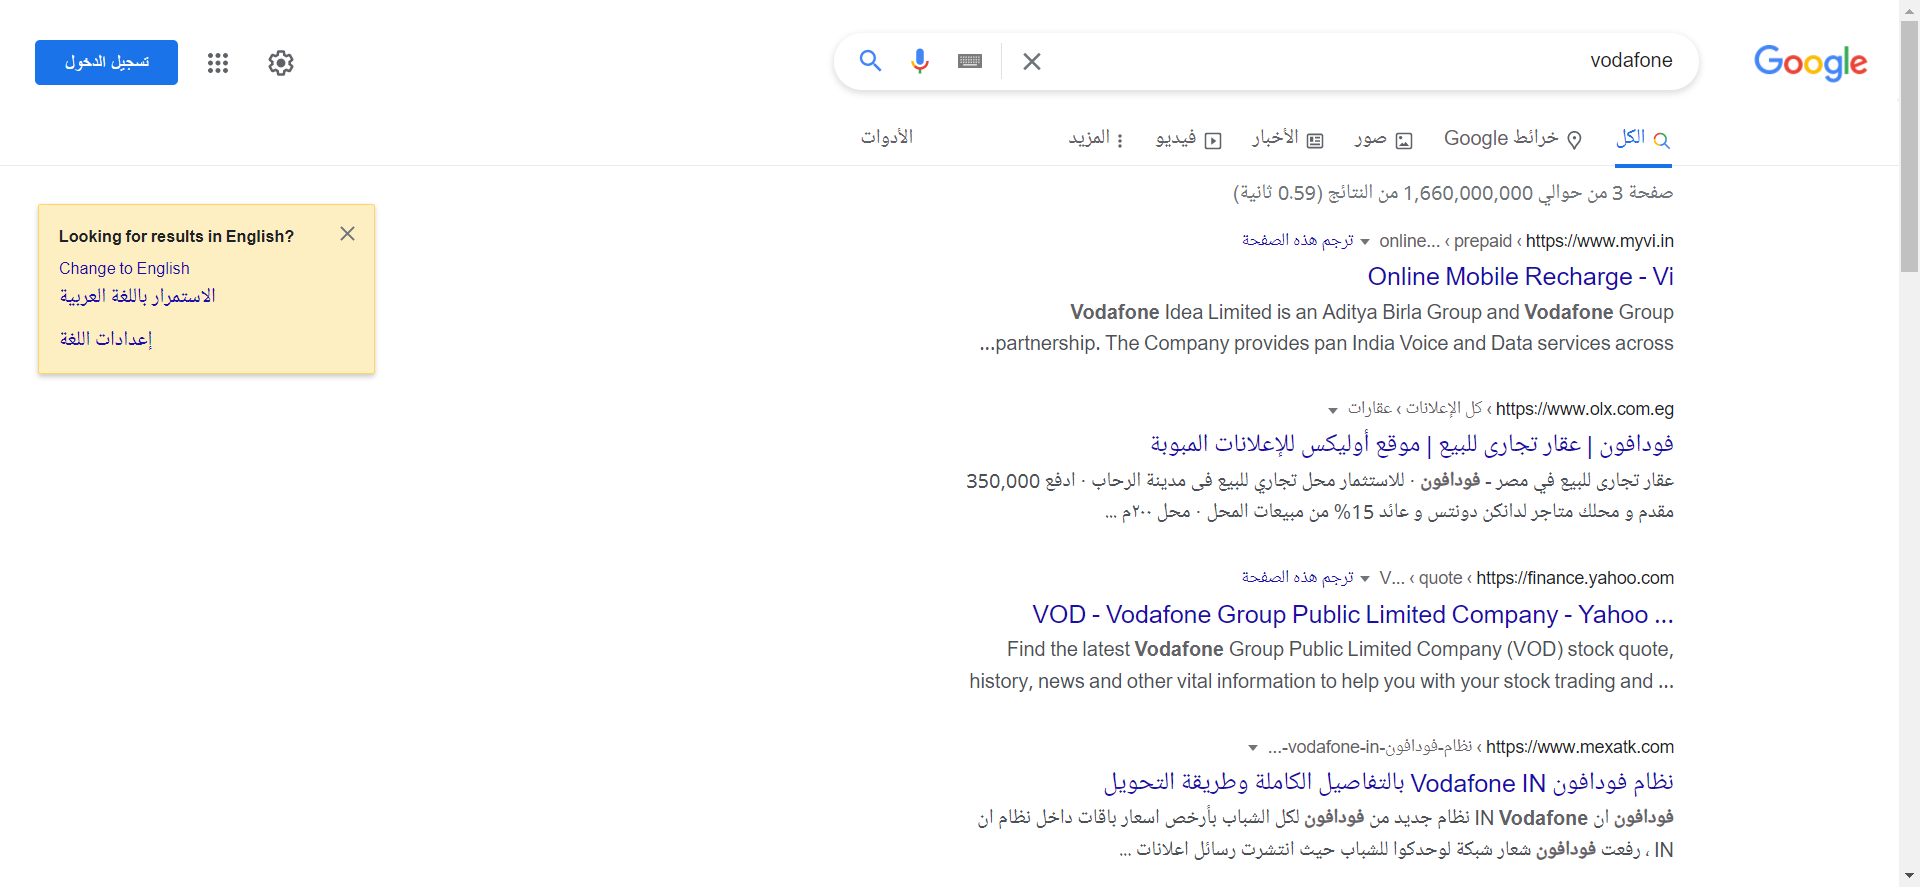 Google
vodafone
تسجيل الدخول
الكل
خرائط Google
صور
الأخبار
فيديو
المزيد
الأدوات
صفحة 3 من حوالي 1,660,000,000 من النتائج (0.59 ثانية)
Looking for results in English?
Change to English
الاستمرار باللغة العربية
إعدادات اللغة
https://www.myvi.in › prepaid › online... ترجم هذه الصفحة
Online Mobile Recharge - Vi
Vodafone Idea Limited is an Aditya Birla Group and Vodafone Group
partnership. The Company provides pan India Voice and Data services across...
https://www.olx.com.eg › كل الإعلانات › عقارات
فودافون | عقار تجارى للبيع | موقع أوليكس للإعلانات المبوبة
عقار تجارى للبيع في مصر - فودافون · للاستثمار محل تجاري للبيع فى مدينة الرحاب · ادفع 350,000
مقدم و محلك متاجر لدانكن دونتس و عائد 15% من مبيعات المحل · محل ٢٠٠م ...
https://finance.yahoo.com › quote › V... ترجم هذه الصفحة
VOD - Vodafone Group Public Limited Company - Yahoo ...
Find the latest Vodafone Group Public Limited Company (VOD) stock quote,
history, news and other vital information to help you with your stock trading and ...
https://www.mexatk.com › نظام-فودافون-vodafone-in-...
نظام فودافون Vodafone IN بالتفاصيل الكاملة وطريقة التحويل
فودافون ان IN Vodafone نظام جديد من فودافون لكل الشباب بأرخص اسعار باقات داخل نظام ان
IN ، رفعت فودافون شعار شبكة لوحدكوا للشباب حيث انتشرت رسائل اعلانات ...